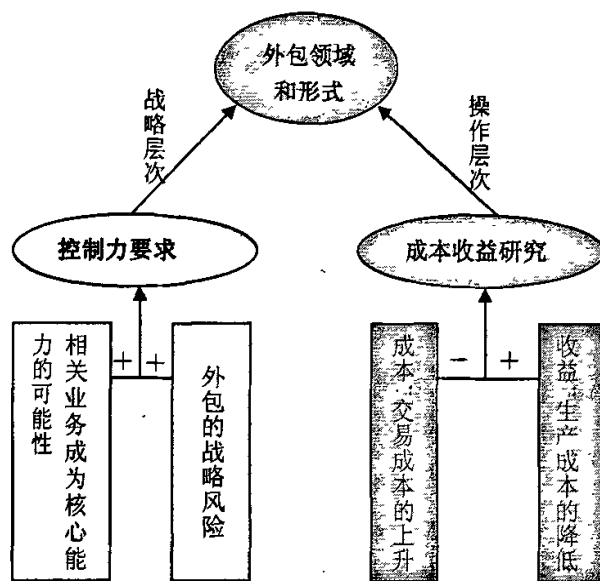 外包领域
和形式
战略层次
操作层次
控制力要求
成本收益研究
相关业务成为核心能
力的可能性
+
+
外包的战略风险
成本：交易成本的上升
-
+
收益：生产成本的降低